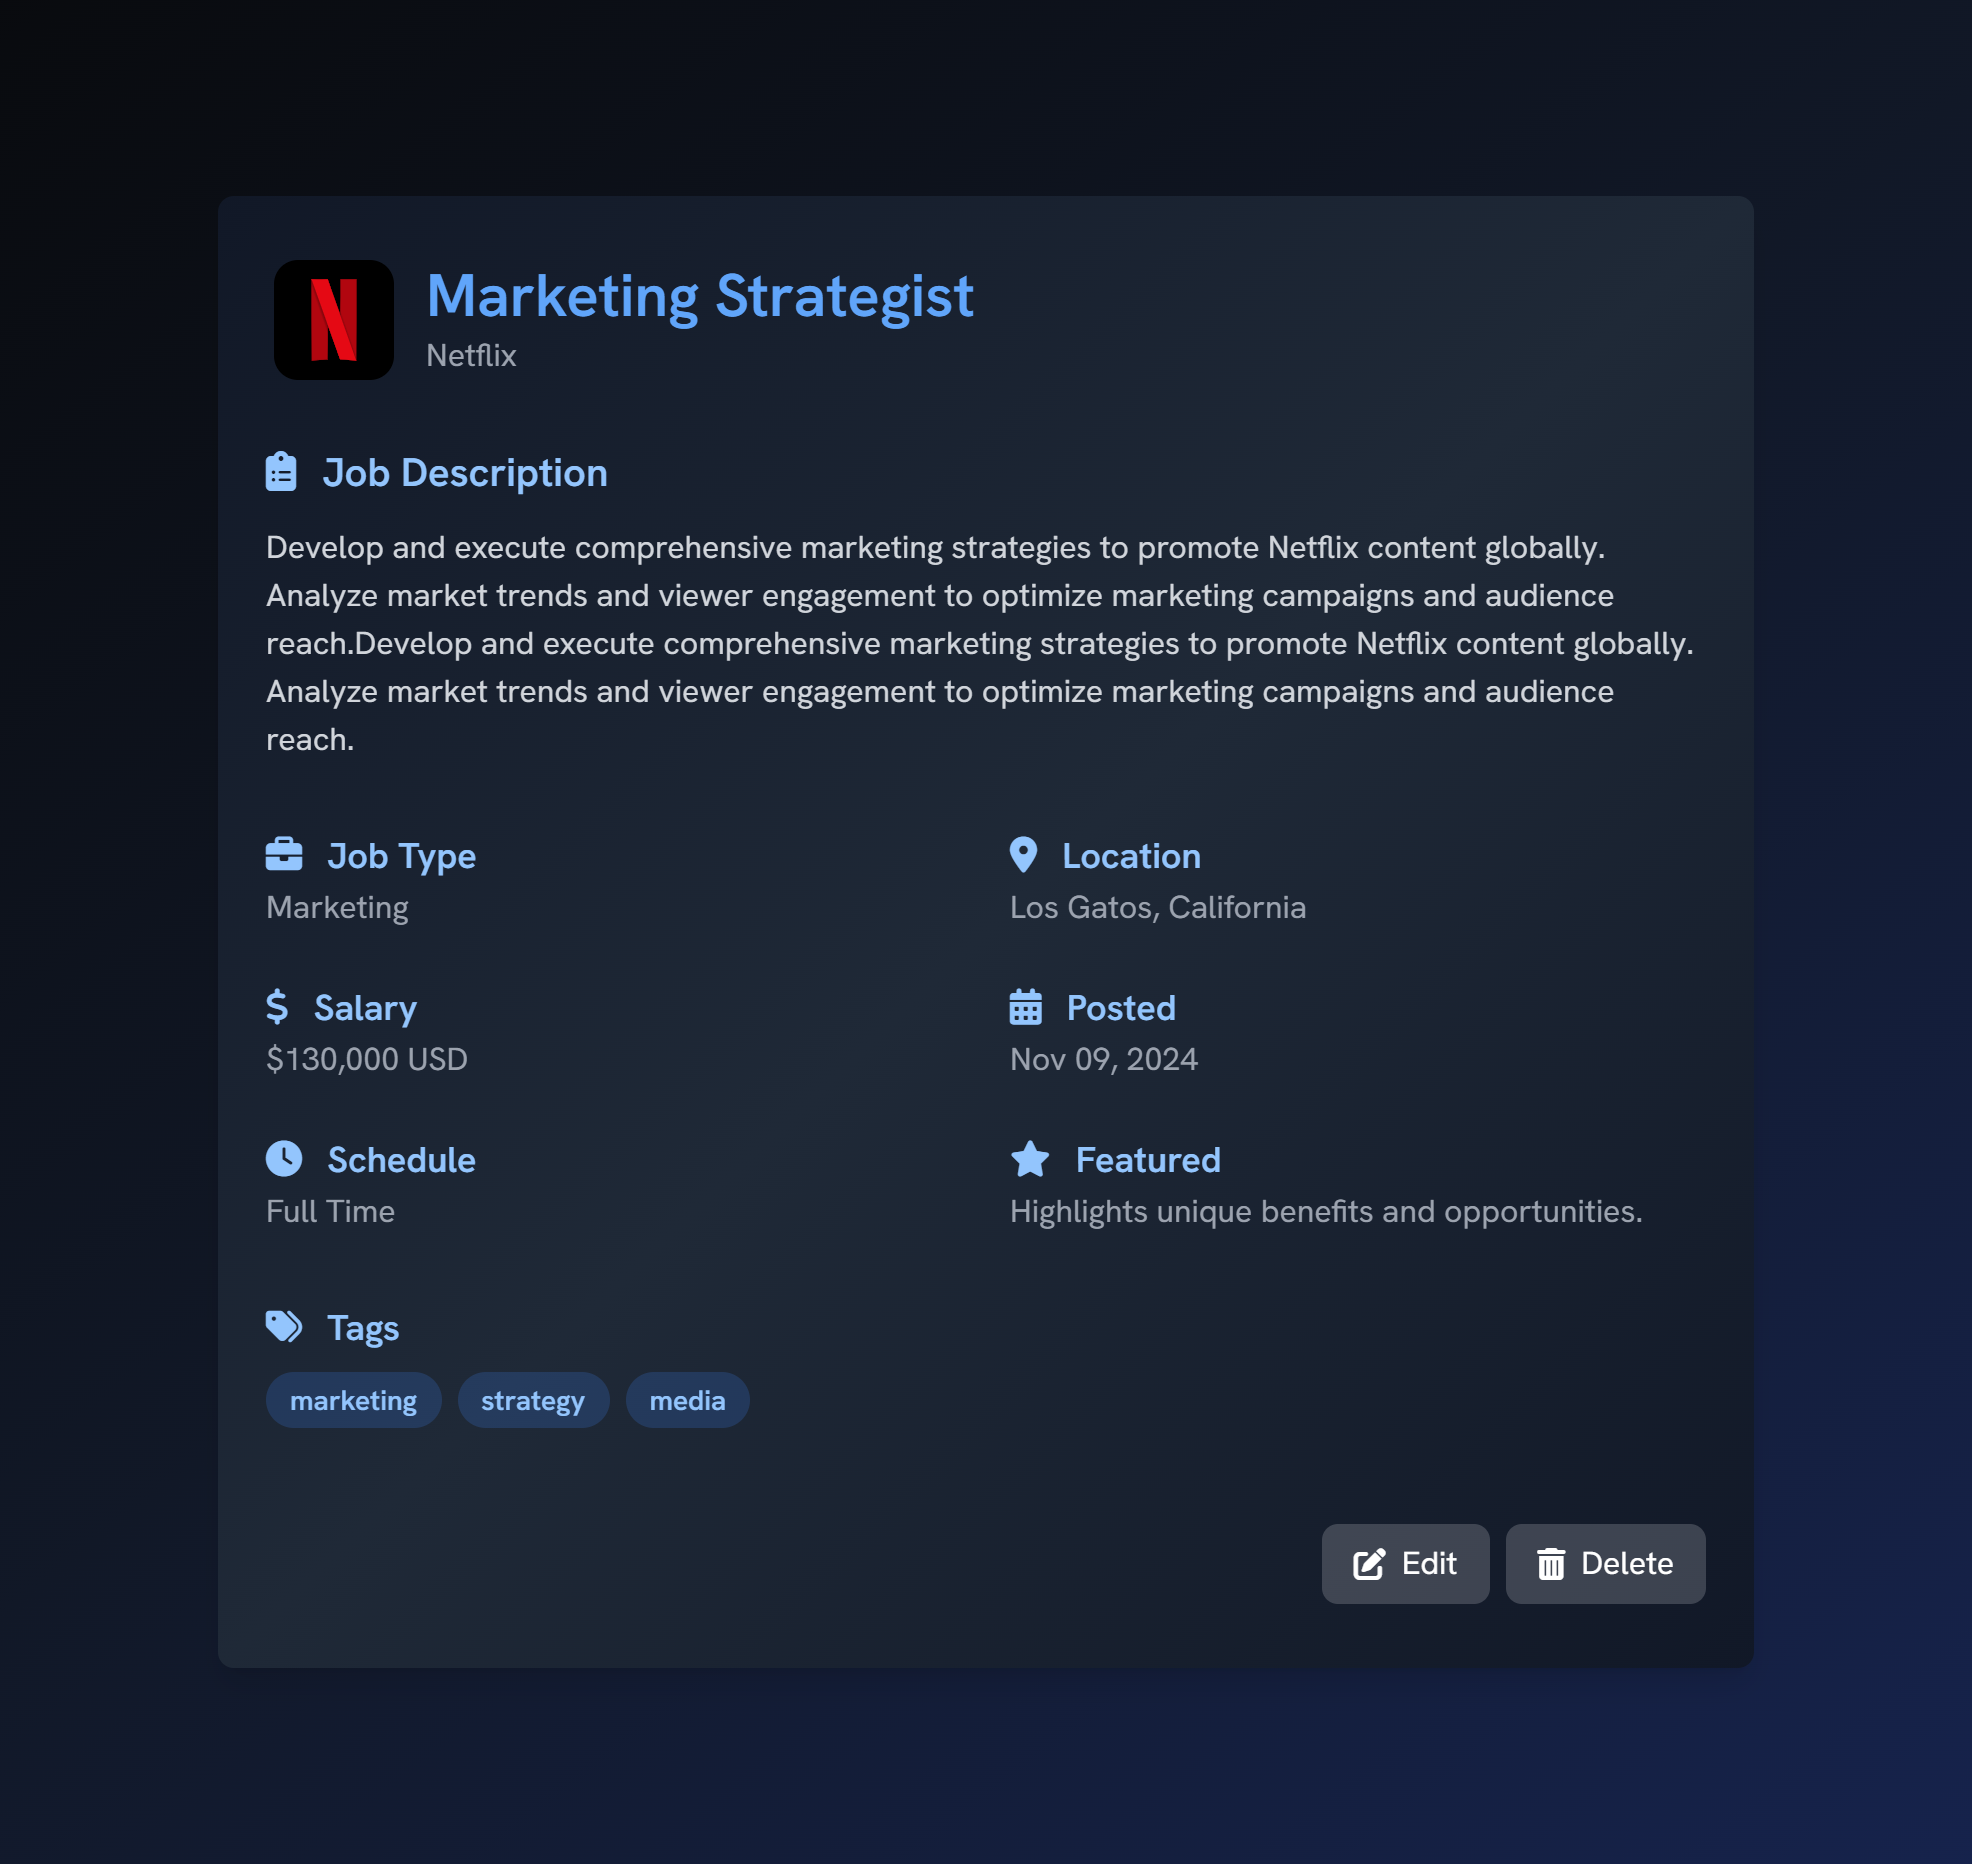 N
Marketing Strategist
Netflix
Job Description
Develop and execute comprehensive marketing strategies to promote Netflix content globally.
Analyze market trends and viewer engagement to optimize marketing campaigns and audience
reach.Develop and execute comprehensive marketing strategies to promote Netflix content globally.
Analyze market trends and viewer engagement to optimize marketing campaigns and audience
reach.
Job Type
Marketing
Location
Los Gatos, California
$ Salary
$130,000 USD
Posted
Nov 09, 2024
Schedule
Full Time
Featured
Highlights unique benefits and opportunities.
Tags
marketing strategy media
Edit Delete